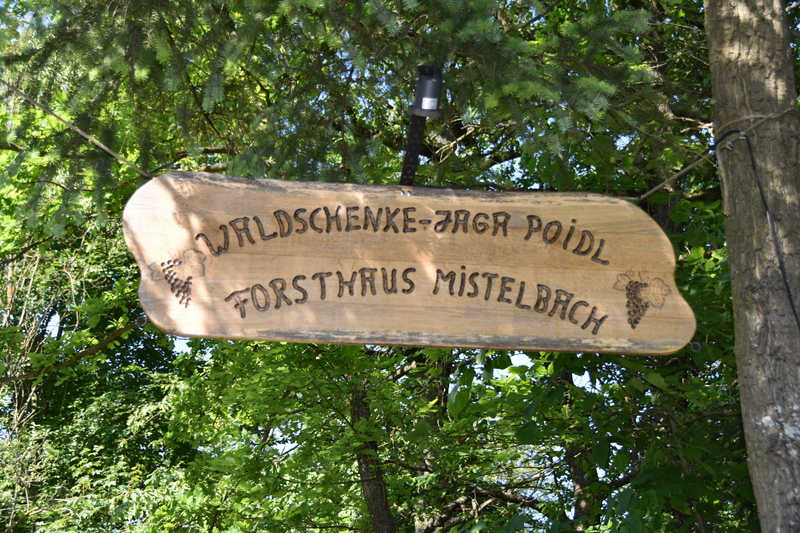 WALDSCHENKE-JAGA POiDL
FORSTHAUS MiSTELBACH